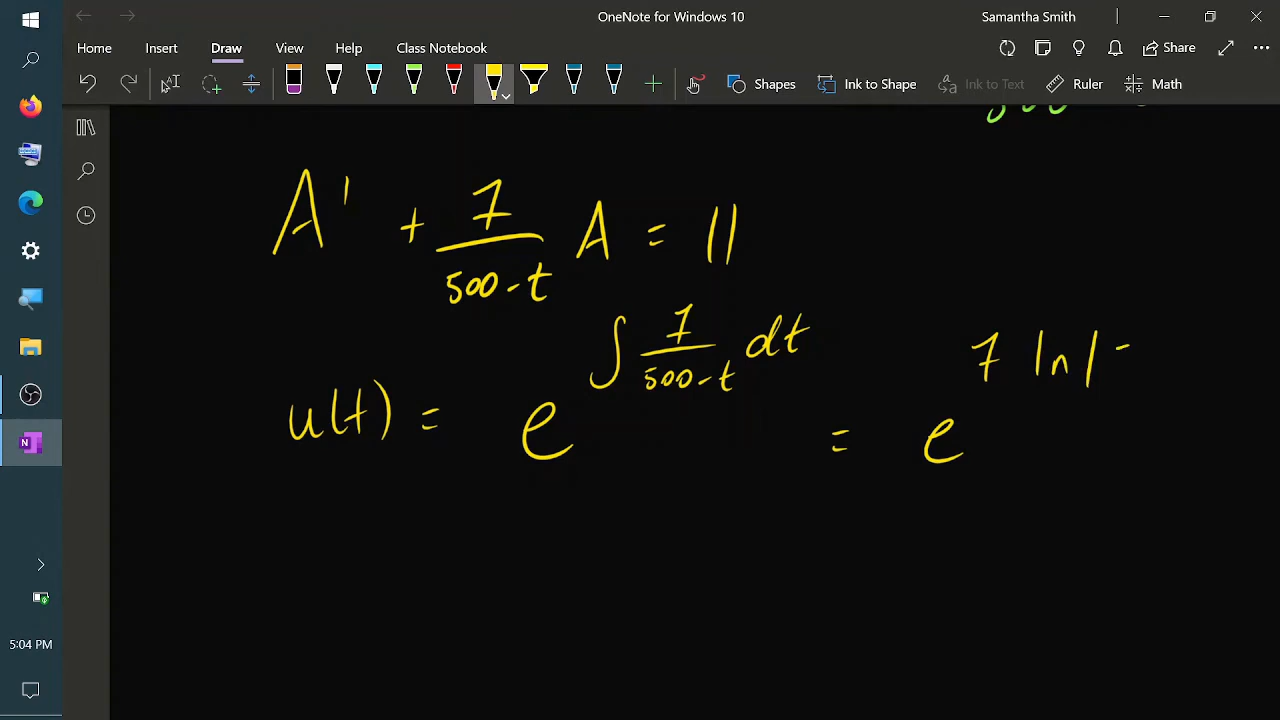 OneNote for Windows 10
Samantha Smith
Home Insert Draw View Help Class Notebook Share
Shapes Ink to Shape Ink to Text Ruler Math
A' + 7/(500-t) A = 11
u(t) = e^(∫ 7/(500-t) dt) = e^(7 ln|-
5:04 PM